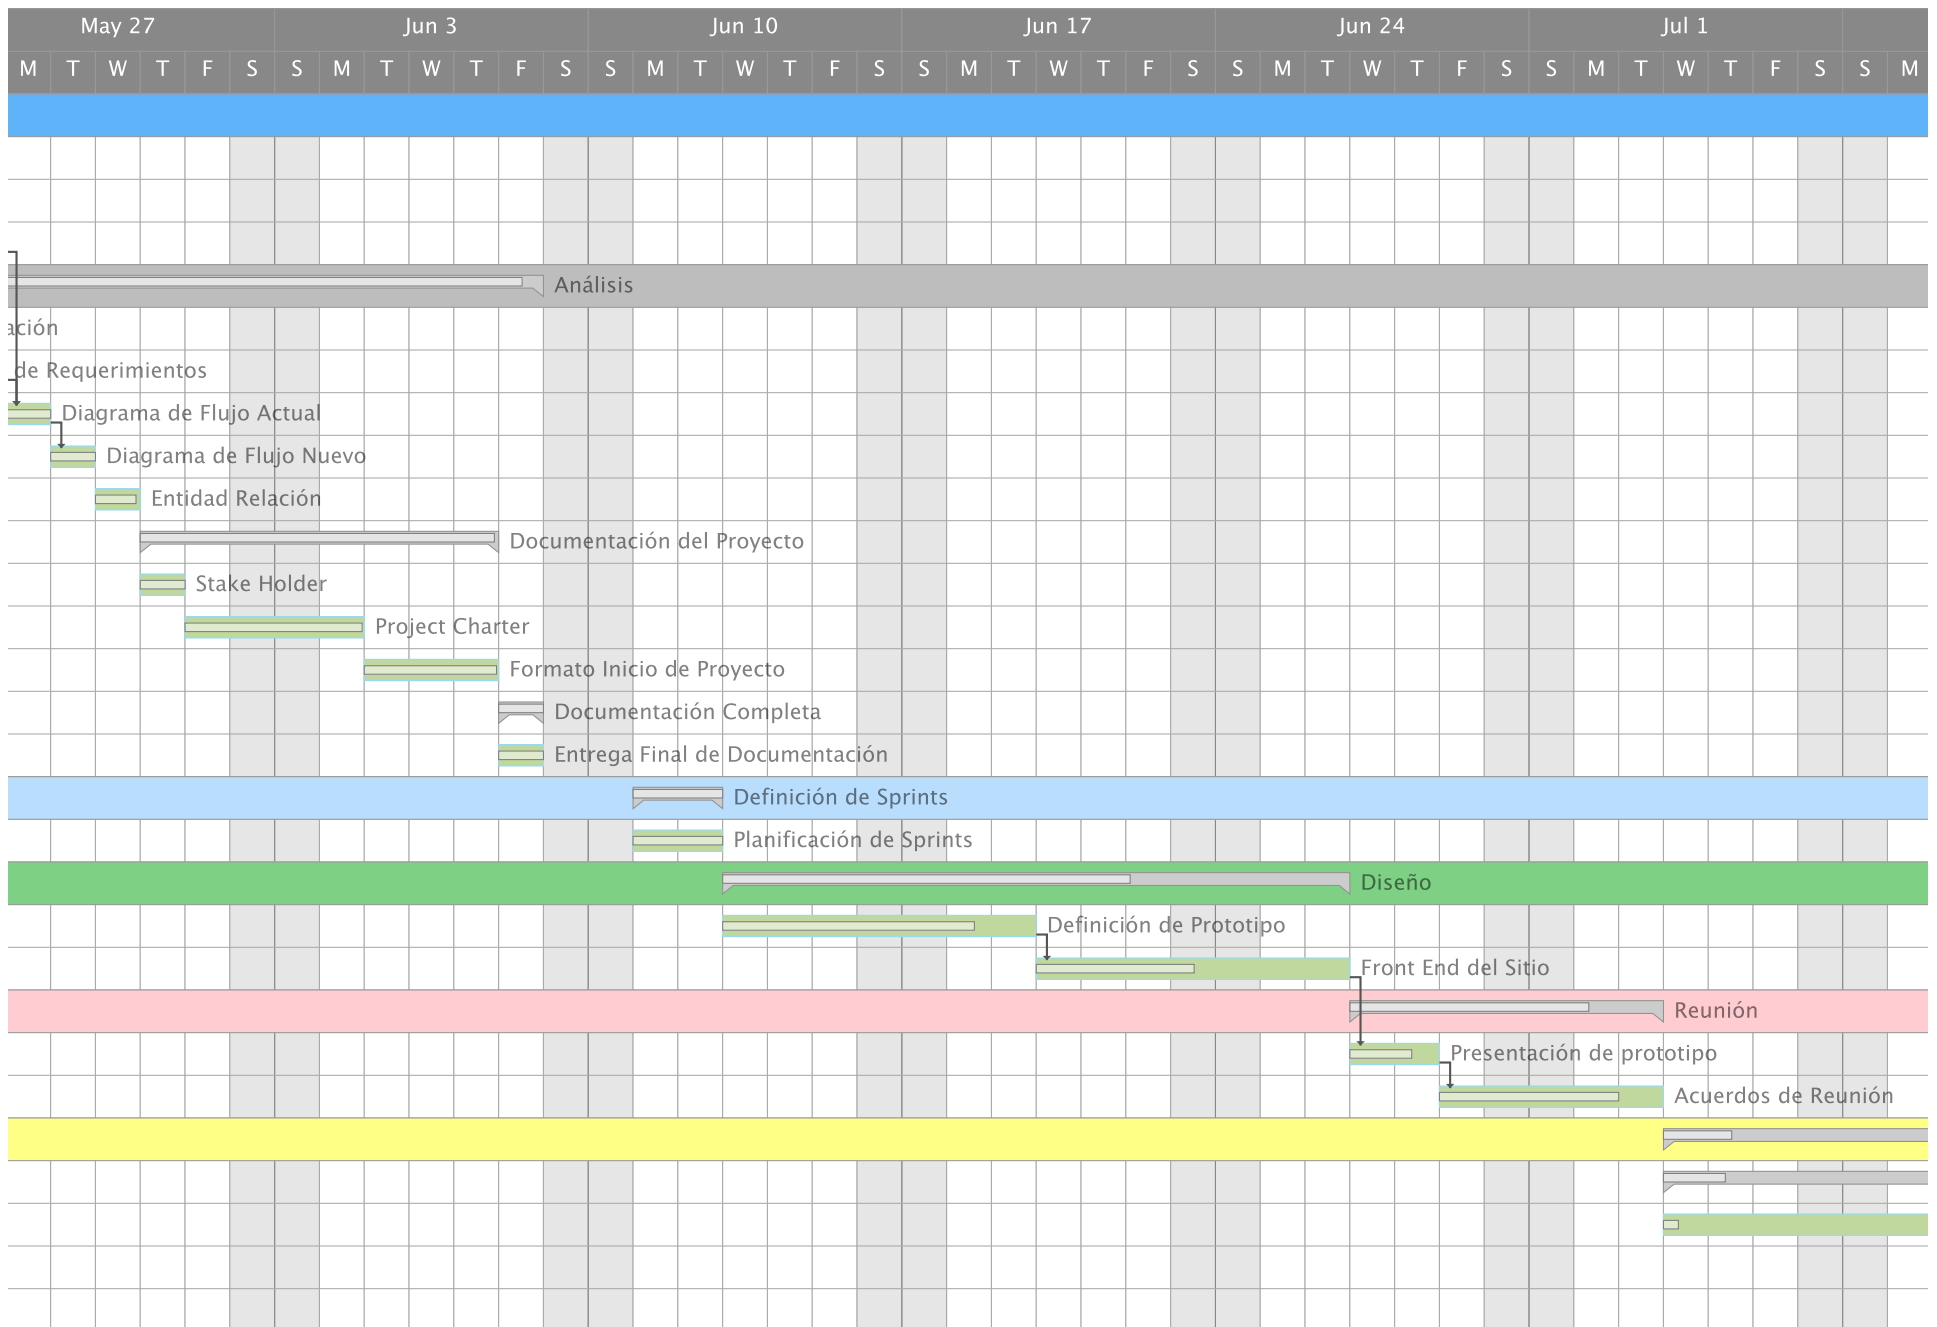 May 27 Jun 3 Jun 10 Jun 17 Jun 24 Jul 1
M T W T F S S M T W T F S S M T W T F S S M T W T F S S M T W T F S S M T W T F S S M
Análisis
ación
de Requerimientos
Diagrama de Flujo Actual
Diagrama de Flujo Nuevo
Entidad Relación
Documentación del Proyecto
Stake Holder
Project Charter
Formato Inicio de Proyecto
Documentación Completa
Entrega Final de Documentación
Definición de Sprints
Planificación de Sprints
Diseño
Definición de Prototipo
Front End del Sitio
Reunión
Presentación de prototipo
Acuerdos de Reunión